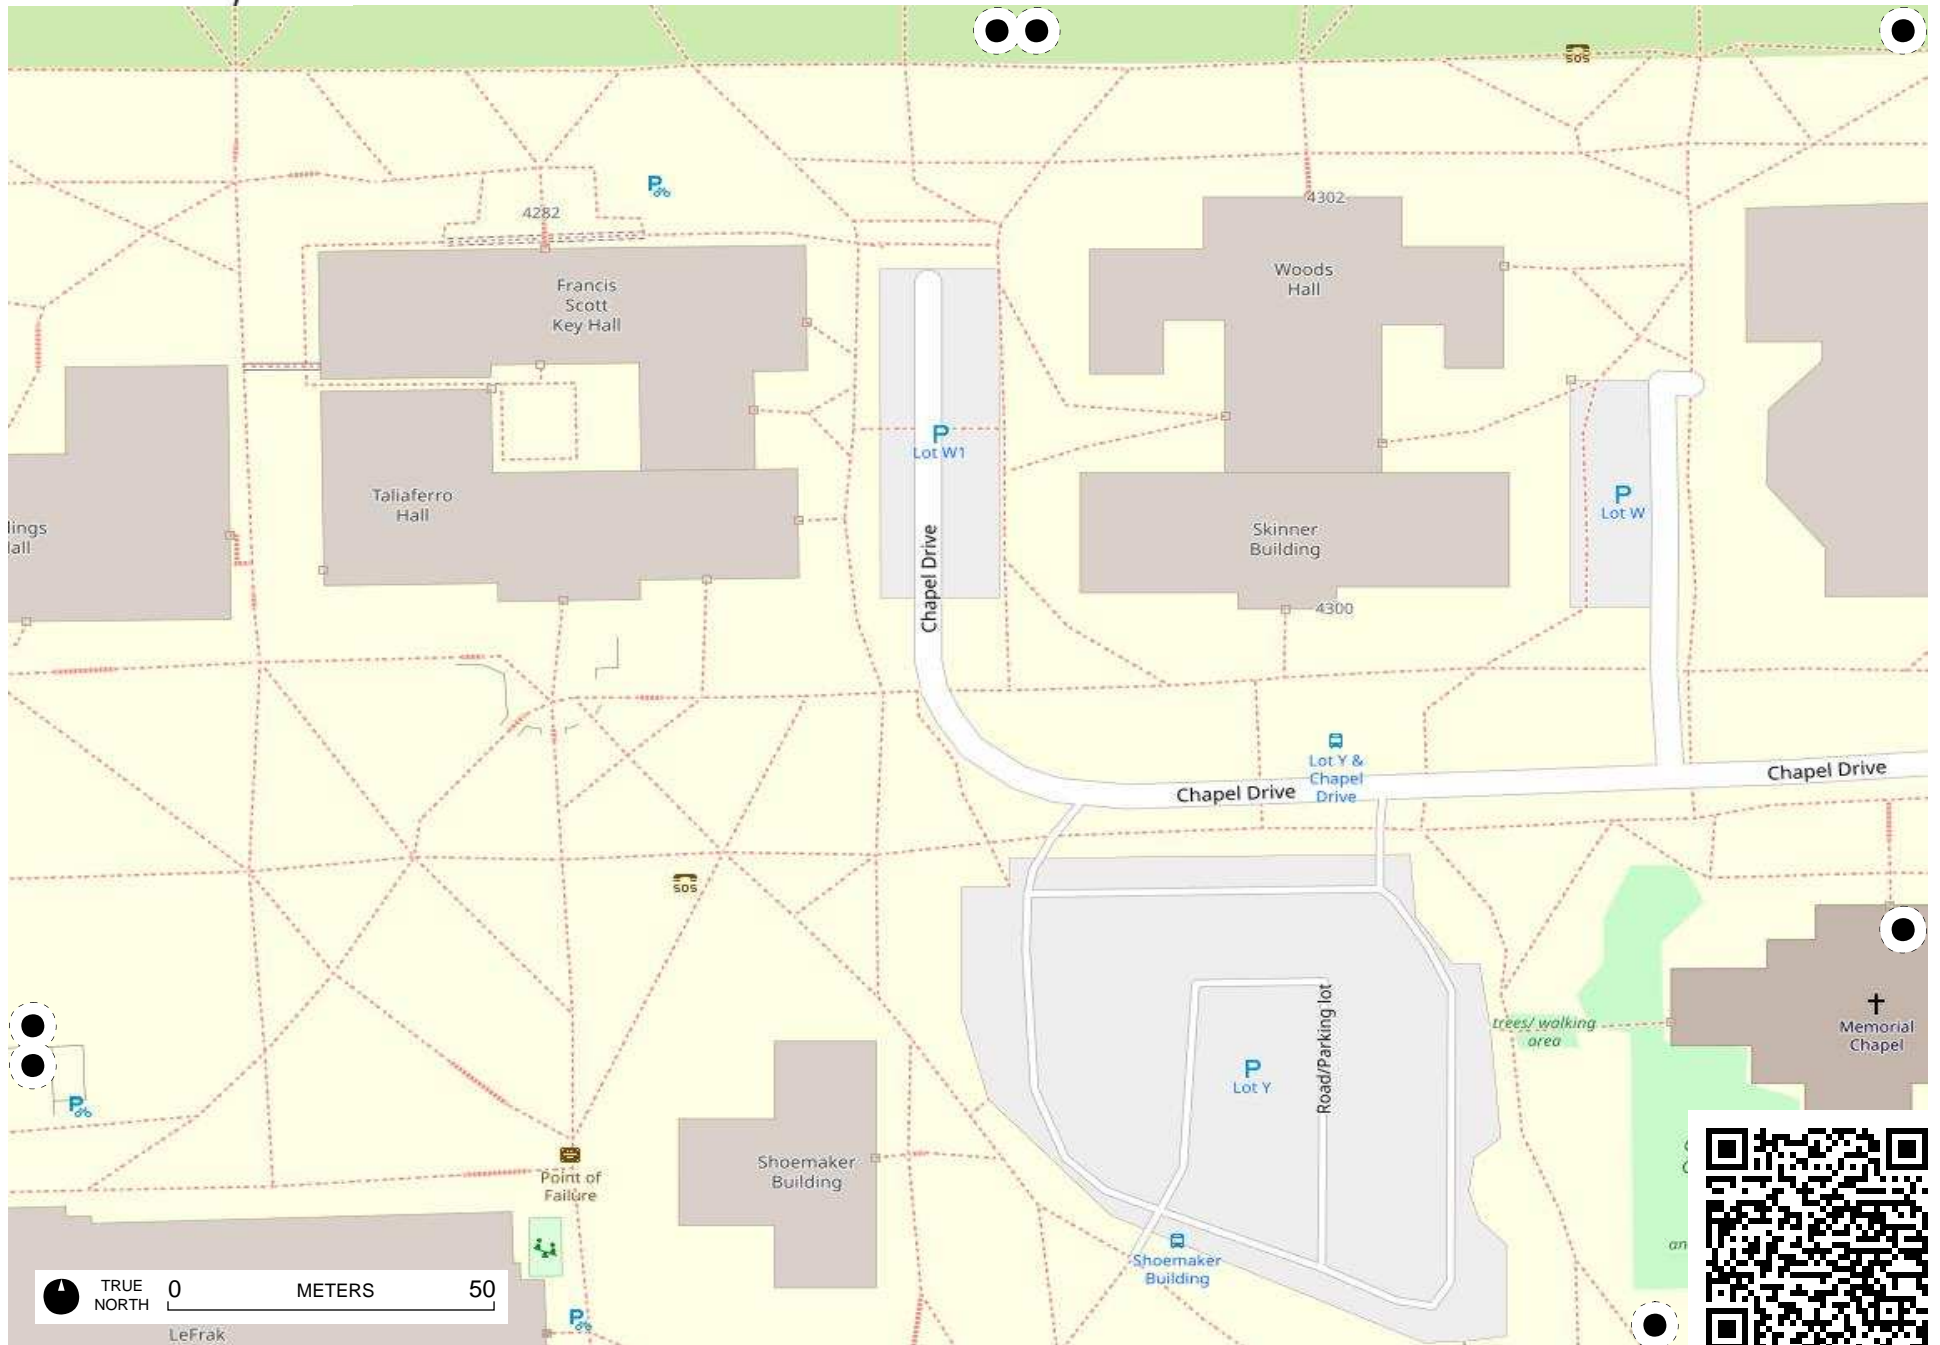 SOS
P
4282
4302
Francis
Scott
Key Hall
Woods
Hall
P
Lot W1
Taliaferro
Hall
P
Lot W
lings
Skinner
Building
Chapel Drive
4300
Lot Y &
Chapel
Drive
Chapel Drive
Chapel Drive
SOS
Road/Parking lot
trees/ walking
area
Memorial
Chapel
P
Lot Y
P
Shoemaker
Building
Point of
Failure
Shoemaker
Building
an
TRUE
NORTH
0 METERS 50
P
LeFrak